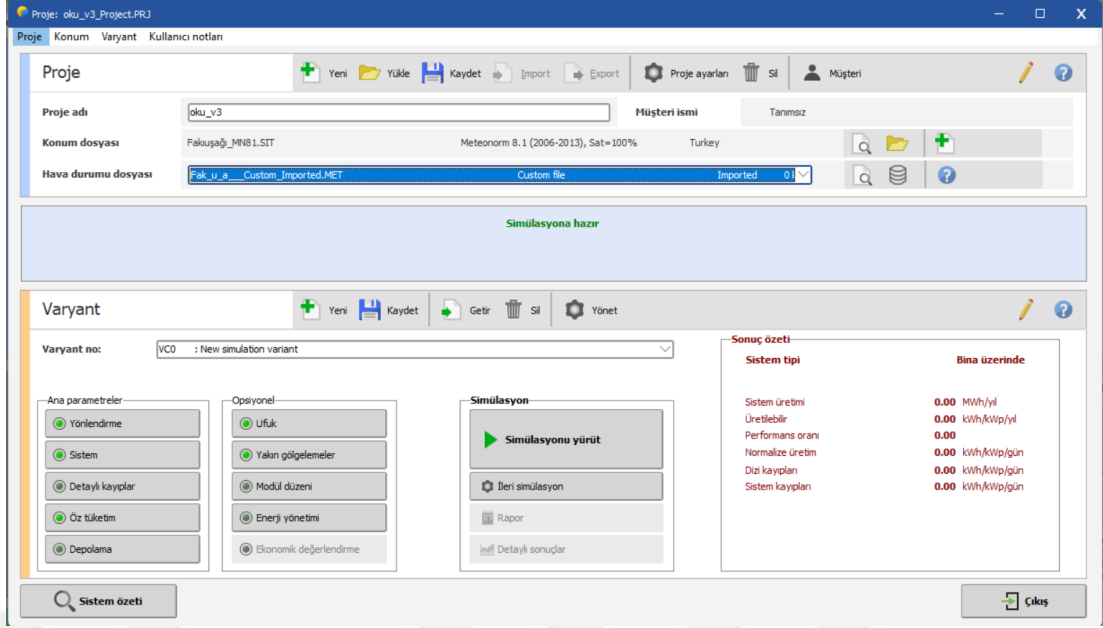 Proje: oku_v3_Project.PRJ
Proje Konum Varyant Kullanıcı notları
Proje Yeni Yükle Kaydet Import Export Proje ayarları Sil Müşteri
Proje adı oku_v3 Müşteri ismi Tanımsız
Konum dosyası Fakıuşağı_MN81.SIT Meteonorm 8.1 (2006-2013), Sat=100% Turkey
Hava durumu dosyası Fak_u_a___Custom_Imported.MET Custom file Imported 0
Simülasyona hazır
Varyant Yeni Kaydet Getir Sil Yönet
Varyant no: VC0 : New simulation variant
Sonuç özeti
Sistem tipi Bina üzerinde
Ana parametreler Opsiyonel Simülasyon
Sistem üretimi 0.00 MWh/yıl
Yönlendirme Ufuk Simülasyonu yürüt
Üretilebilir 0.00 kWh/kWp/yıl
Performans oranı 0.00
Sistem Yakın gölgelemeler
Normalize üretim 0.00 kWh/kWp/gün
Dizi kayıpları 0.00 kWh/kWp/gün
Detaylı kayıplar Modül düzeni İleri simülasyon
Sistem kayıpları 0.00 kWh/kWp/gün
Öz tüketim Enerji yönetimi Rapor
Depolama Ekonomik değerlendirme Detaylı sonuçlar
Sistem özeti Çıkış